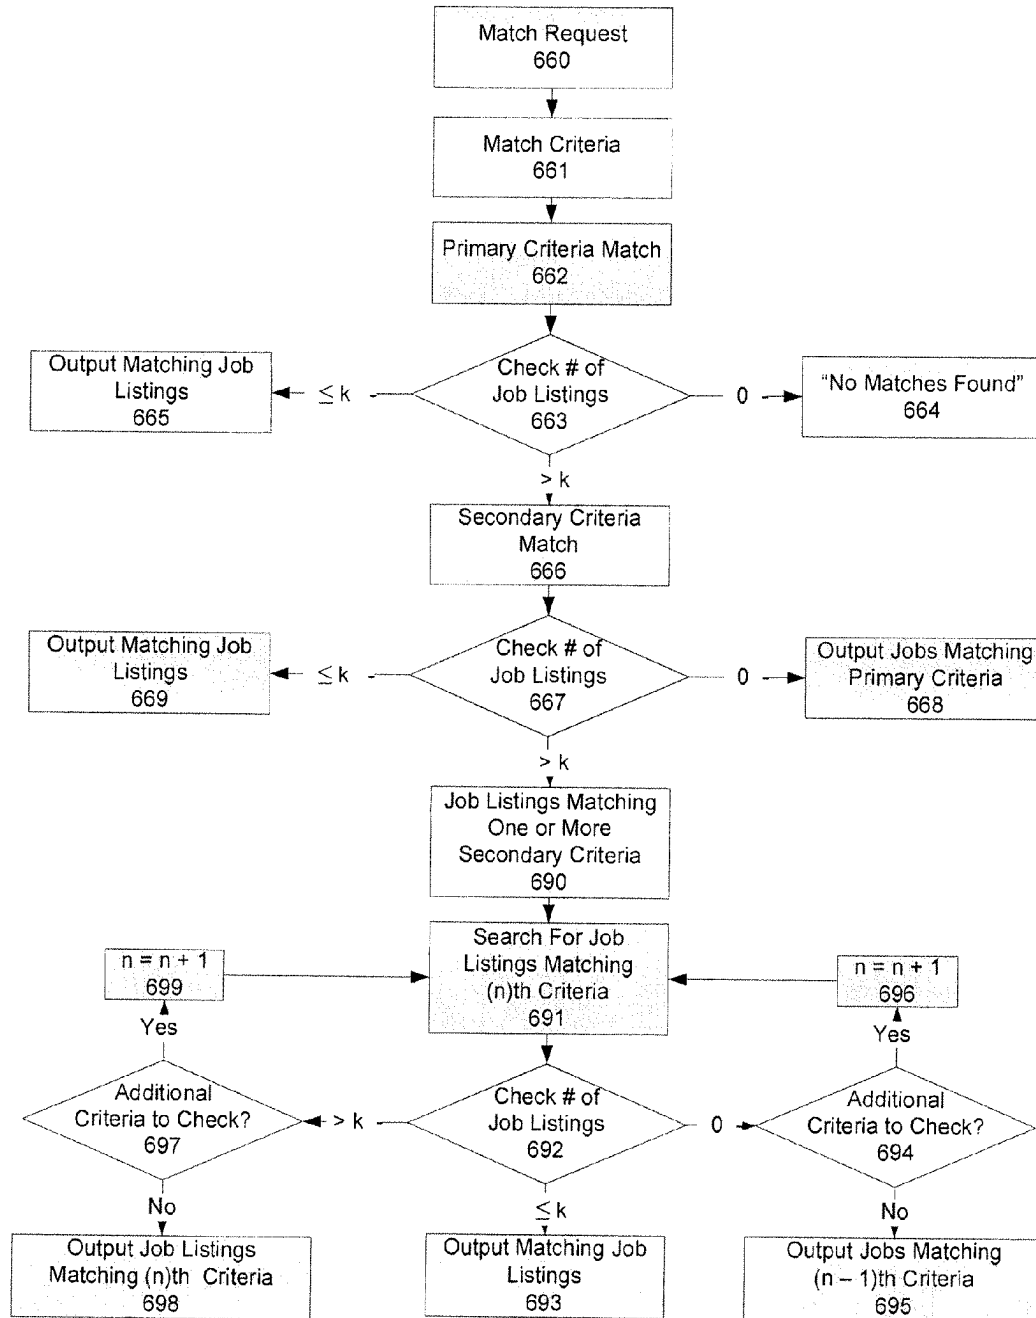 Match Request
660
Match Criteria
661
Primary Criteria Match
662
Check # of
Job Listings
663
≤ k
Output Matching Job
Listings
665
0
“No Matches Found”
664
> k
Secondary Criteria
Match
666
Check # of
Job Listings
667
≤ k
Output Matching Job
Listings
669
0
Output Jobs Matching
Primary Criteria
668
> k
Job Listings Matching
One or More
Secondary Criteria
690
Search For Job
Listings Matching
(n)th Criteria
691
n = n + 1
699
n = n + 1
696
Yes
Yes
Additional
Criteria to Check?
697
> k
Check # of
Job Listings
692
0
Additional
Criteria to Check?
694
No
≤ k
No
Output Job Listings
Matching (n)th Criteria
698
Output Matching Job
Listings
693
Output Jobs Matching
(n – 1)th Criteria
695